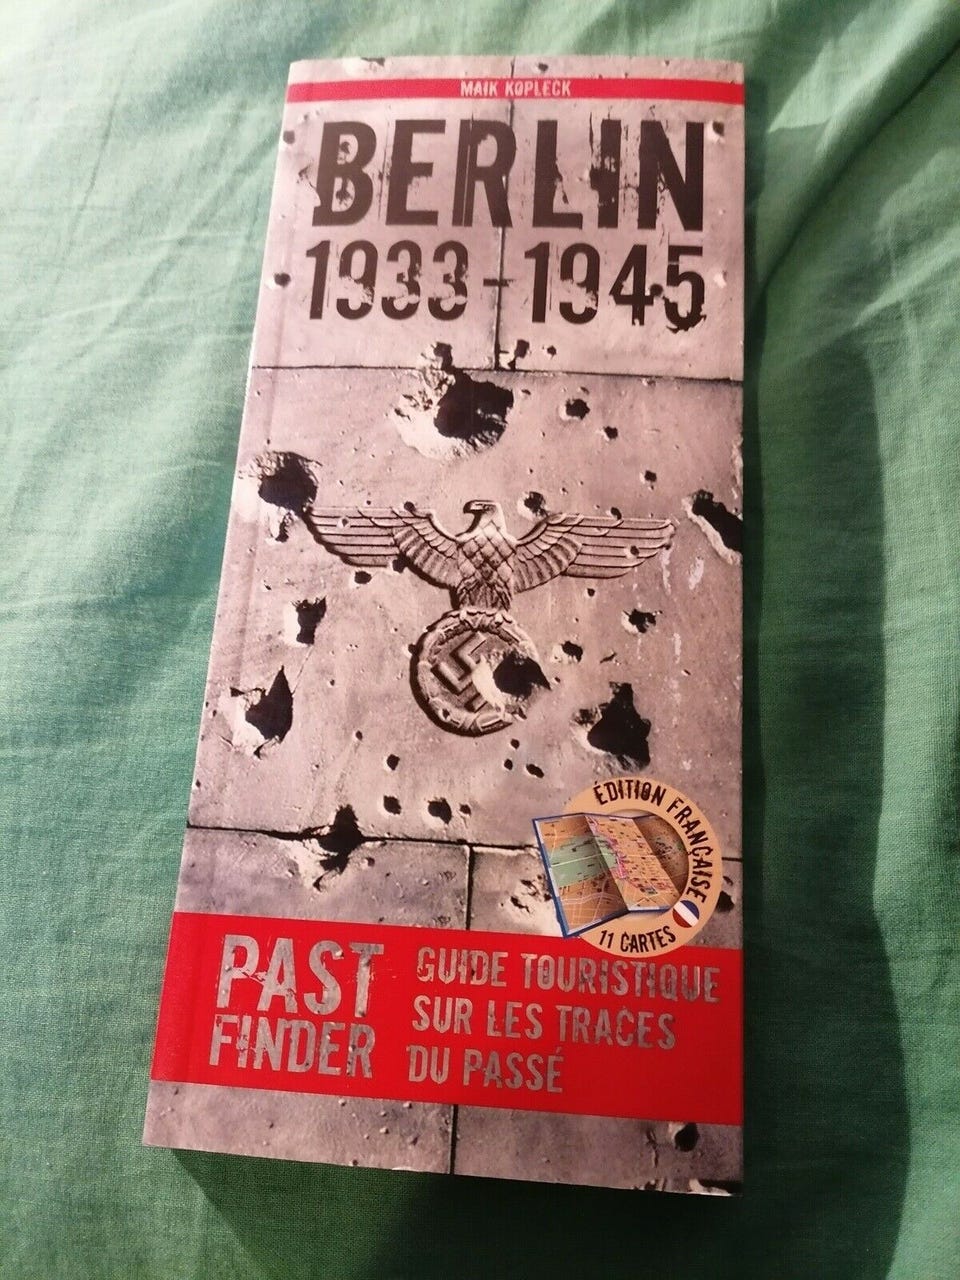 MAIK KOPLECK
BERLIN
1933-1945
ÉDITION FRANÇAISE
11 CARTES
PAST
FINDER
GUIDE TOURISTIQUE
SUR LES TRACES
DU PASSÉ